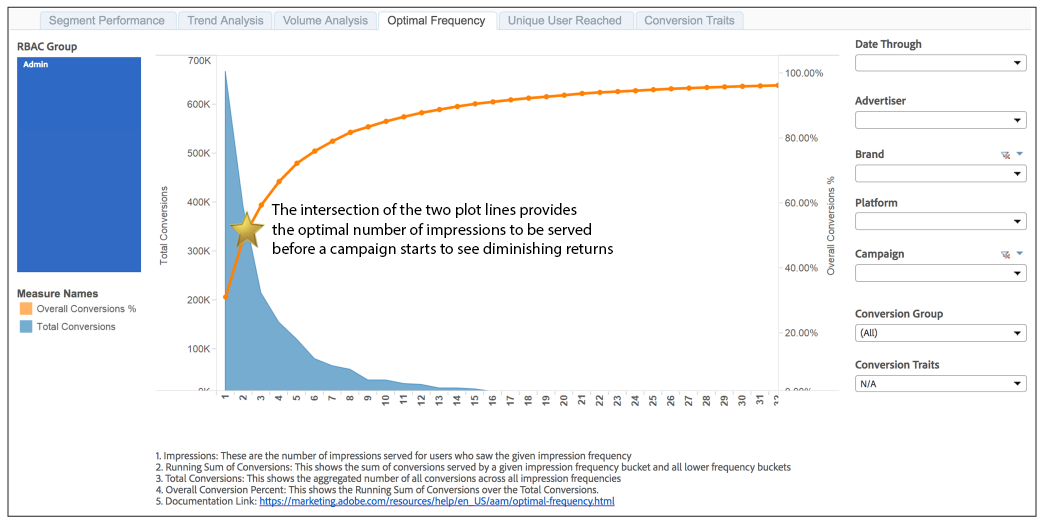 Segment Performance Trend Analysis Volume Analysis Optimal Frequency Unique User Reached Conversion Traits
RBAC Group
Admin
Measure Names
Overall Conversions %
Total Conversions
Total Conversions
700K
600K
500K
400K
300K
200K
100K
0K
The intersection of the two plot lines provides
the optimal number of impressions to be served
before a campaign starts to see diminishing returns
100.00%
80.00%
60.00%
40.00%
20.00%
0.00%
Overall Conversions %
1 2 3 4 5 6 7 8 9 10 11 12 13 14 15 16 17 18 19 20 21 22 23 24 25 26 27 28 29 30 31 32
Date Through
Advertiser
Brand
Platform
Campaign
Conversion Group
(All)
Conversion Traits
N/A
1. Impressions: These are the number of impressions served for users who saw the given impression frequency
2. Running Sum of Conversions: This shows the sum of conversions served by a given impression frequency bucket and all lower frequency buckets
3. Total Conversions: This shows the aggregated number of all conversions across all impression frequencies
4. Overall Conversion Percent: This shows the Running Sum of Conversions over the Total Conversions.
5. Documentation Link: https://marketing.adobe.com/resources/help/en_US/aam/optimal-frequency.html